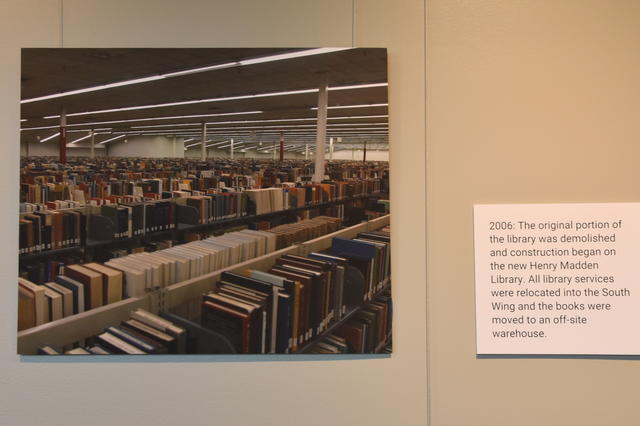 2006: The original portion of
the library was demolished
and construction began on
the new Henry Madden
Library. All library services
were relocated into the South
Wing and the books were
moved to an off-site
warehouse.